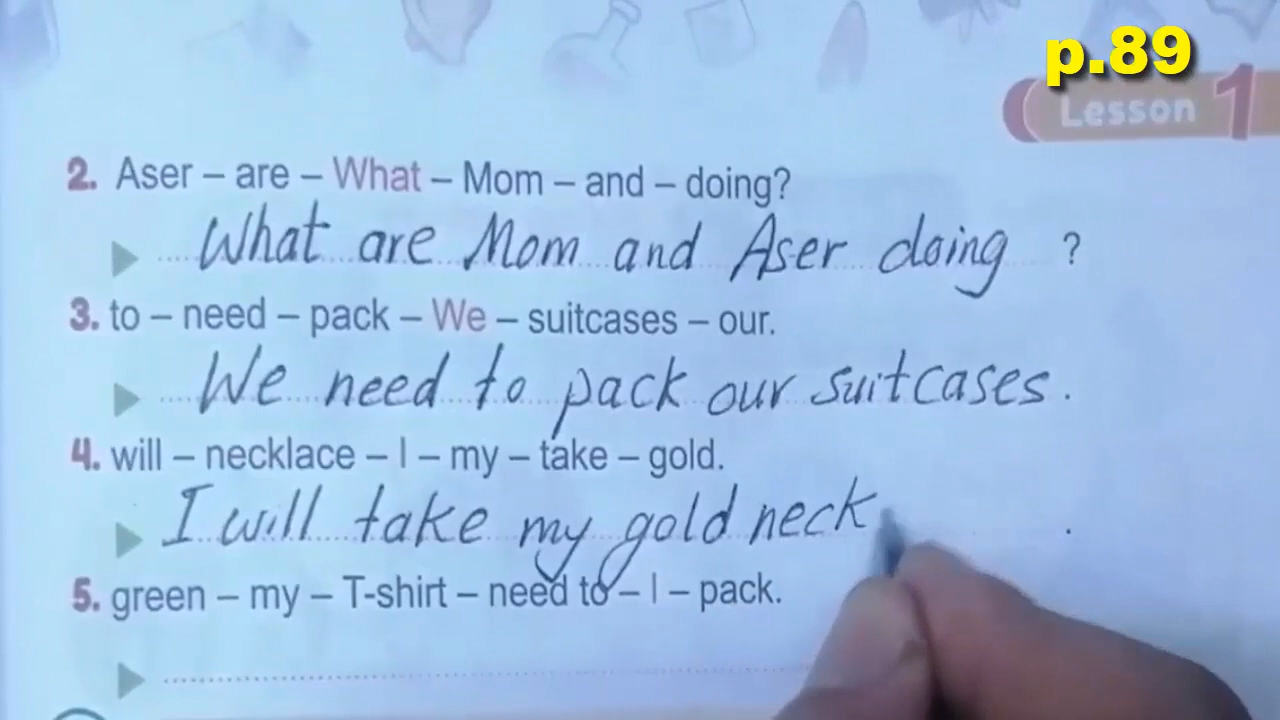 p.89
Lesson 1
2. Aser – are – What – Mom – and – doing?
What are Mom and Aser doing ?
3. to – need – pack – We – suitcases – our.
We need to pack our suitcases.
4. will – necklace – I – my – take – gold.
I will take my gold neck .
5. green – my – T-shirt – need to – I – pack.